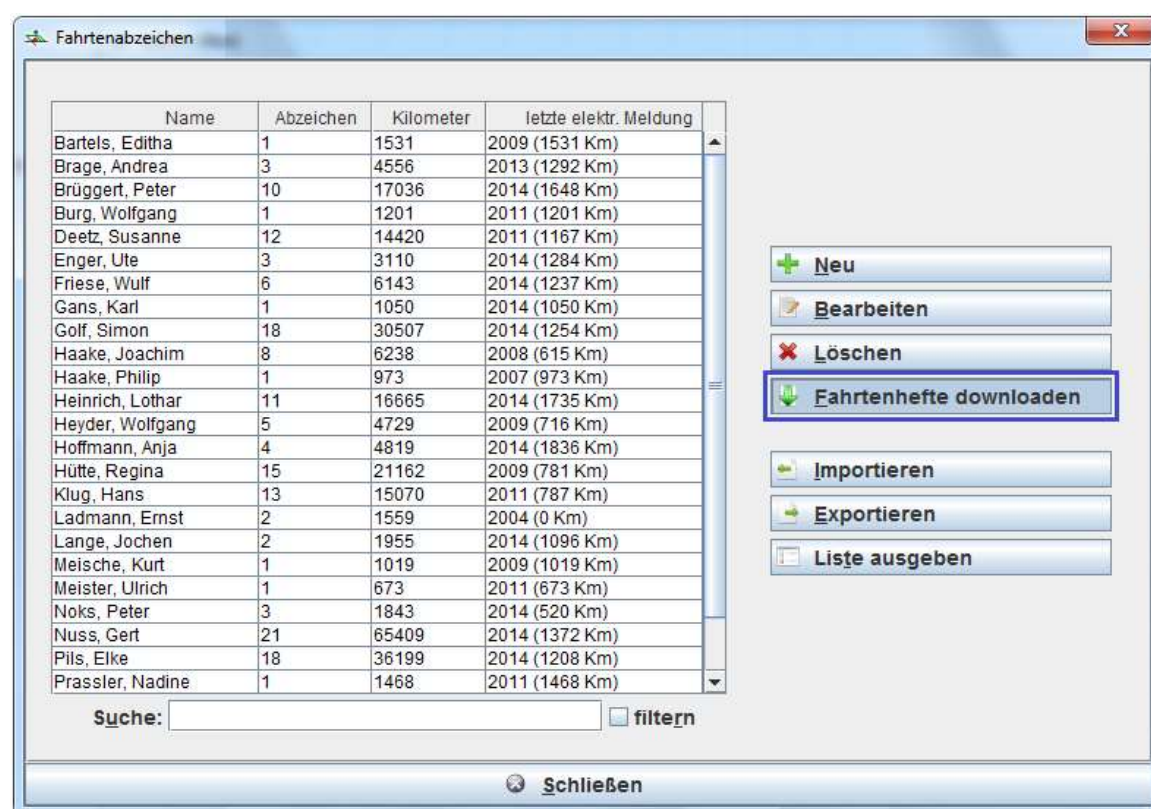 Fahrtenabzeichen
Name Abzeichen Kilometer letzte elektr. Meldung
Bartels, Editha 1 1531 2009 (1531 Km)
Brage, Andrea 3 4556 2013 (1292 Km)
Brüggert, Peter 10 17036 2014 (1648 Km)
Burg, Wolfgang 1 1201 2011 (1201 Km)
Deetz, Susanne 12 14420 2011 (1167 Km)
Enger, Ute 3 3110 2014 (1284 Km)
Friese, Wulf 6 6143 2014 (1237 Km)
Gans, Karl 1 1050 2014 (1050 Km)
Golf, Simon 18 30507 2014 (1254 Km)
Haake, Joachim 8 6238 2008 (615 Km)
Haake, Philip 1 973 2007 (973 Km)
Heinrich, Lothar 11 16665 2014 (1735 Km)
Heyder, Wolfgang 5 4729 2009 (716 Km)
Hoffmann, Anja 4 4819 2014 (1836 Km)
Hütte, Regina 15 21162 2009 (781 Km)
Klug, Hans 13 15070 2011 (787 Km)
Ladmann, Ernst 2 1559 2004 (0 Km)
Lange, Jochen 2 1955 2014 (1096 Km)
Meische, Kurt 1 1019 2009 (1019 Km)
Meister, Ulrich 1 673 2011 (673 Km)
Noks, Peter 3 1843 2014 (520 Km)
Nuss, Gert 21 65409 2014 (1372 Km)
Pils, Elke 18 36199 2014 (1208 Km)
Prassler, Nadine 1 1468 2011 (1468 Km)
Suche: filtern
Neu
Bearbeiten
Löschen
Fahrtenhefte downloaden
Importieren
Exportieren
Liste ausgeben
Schließen